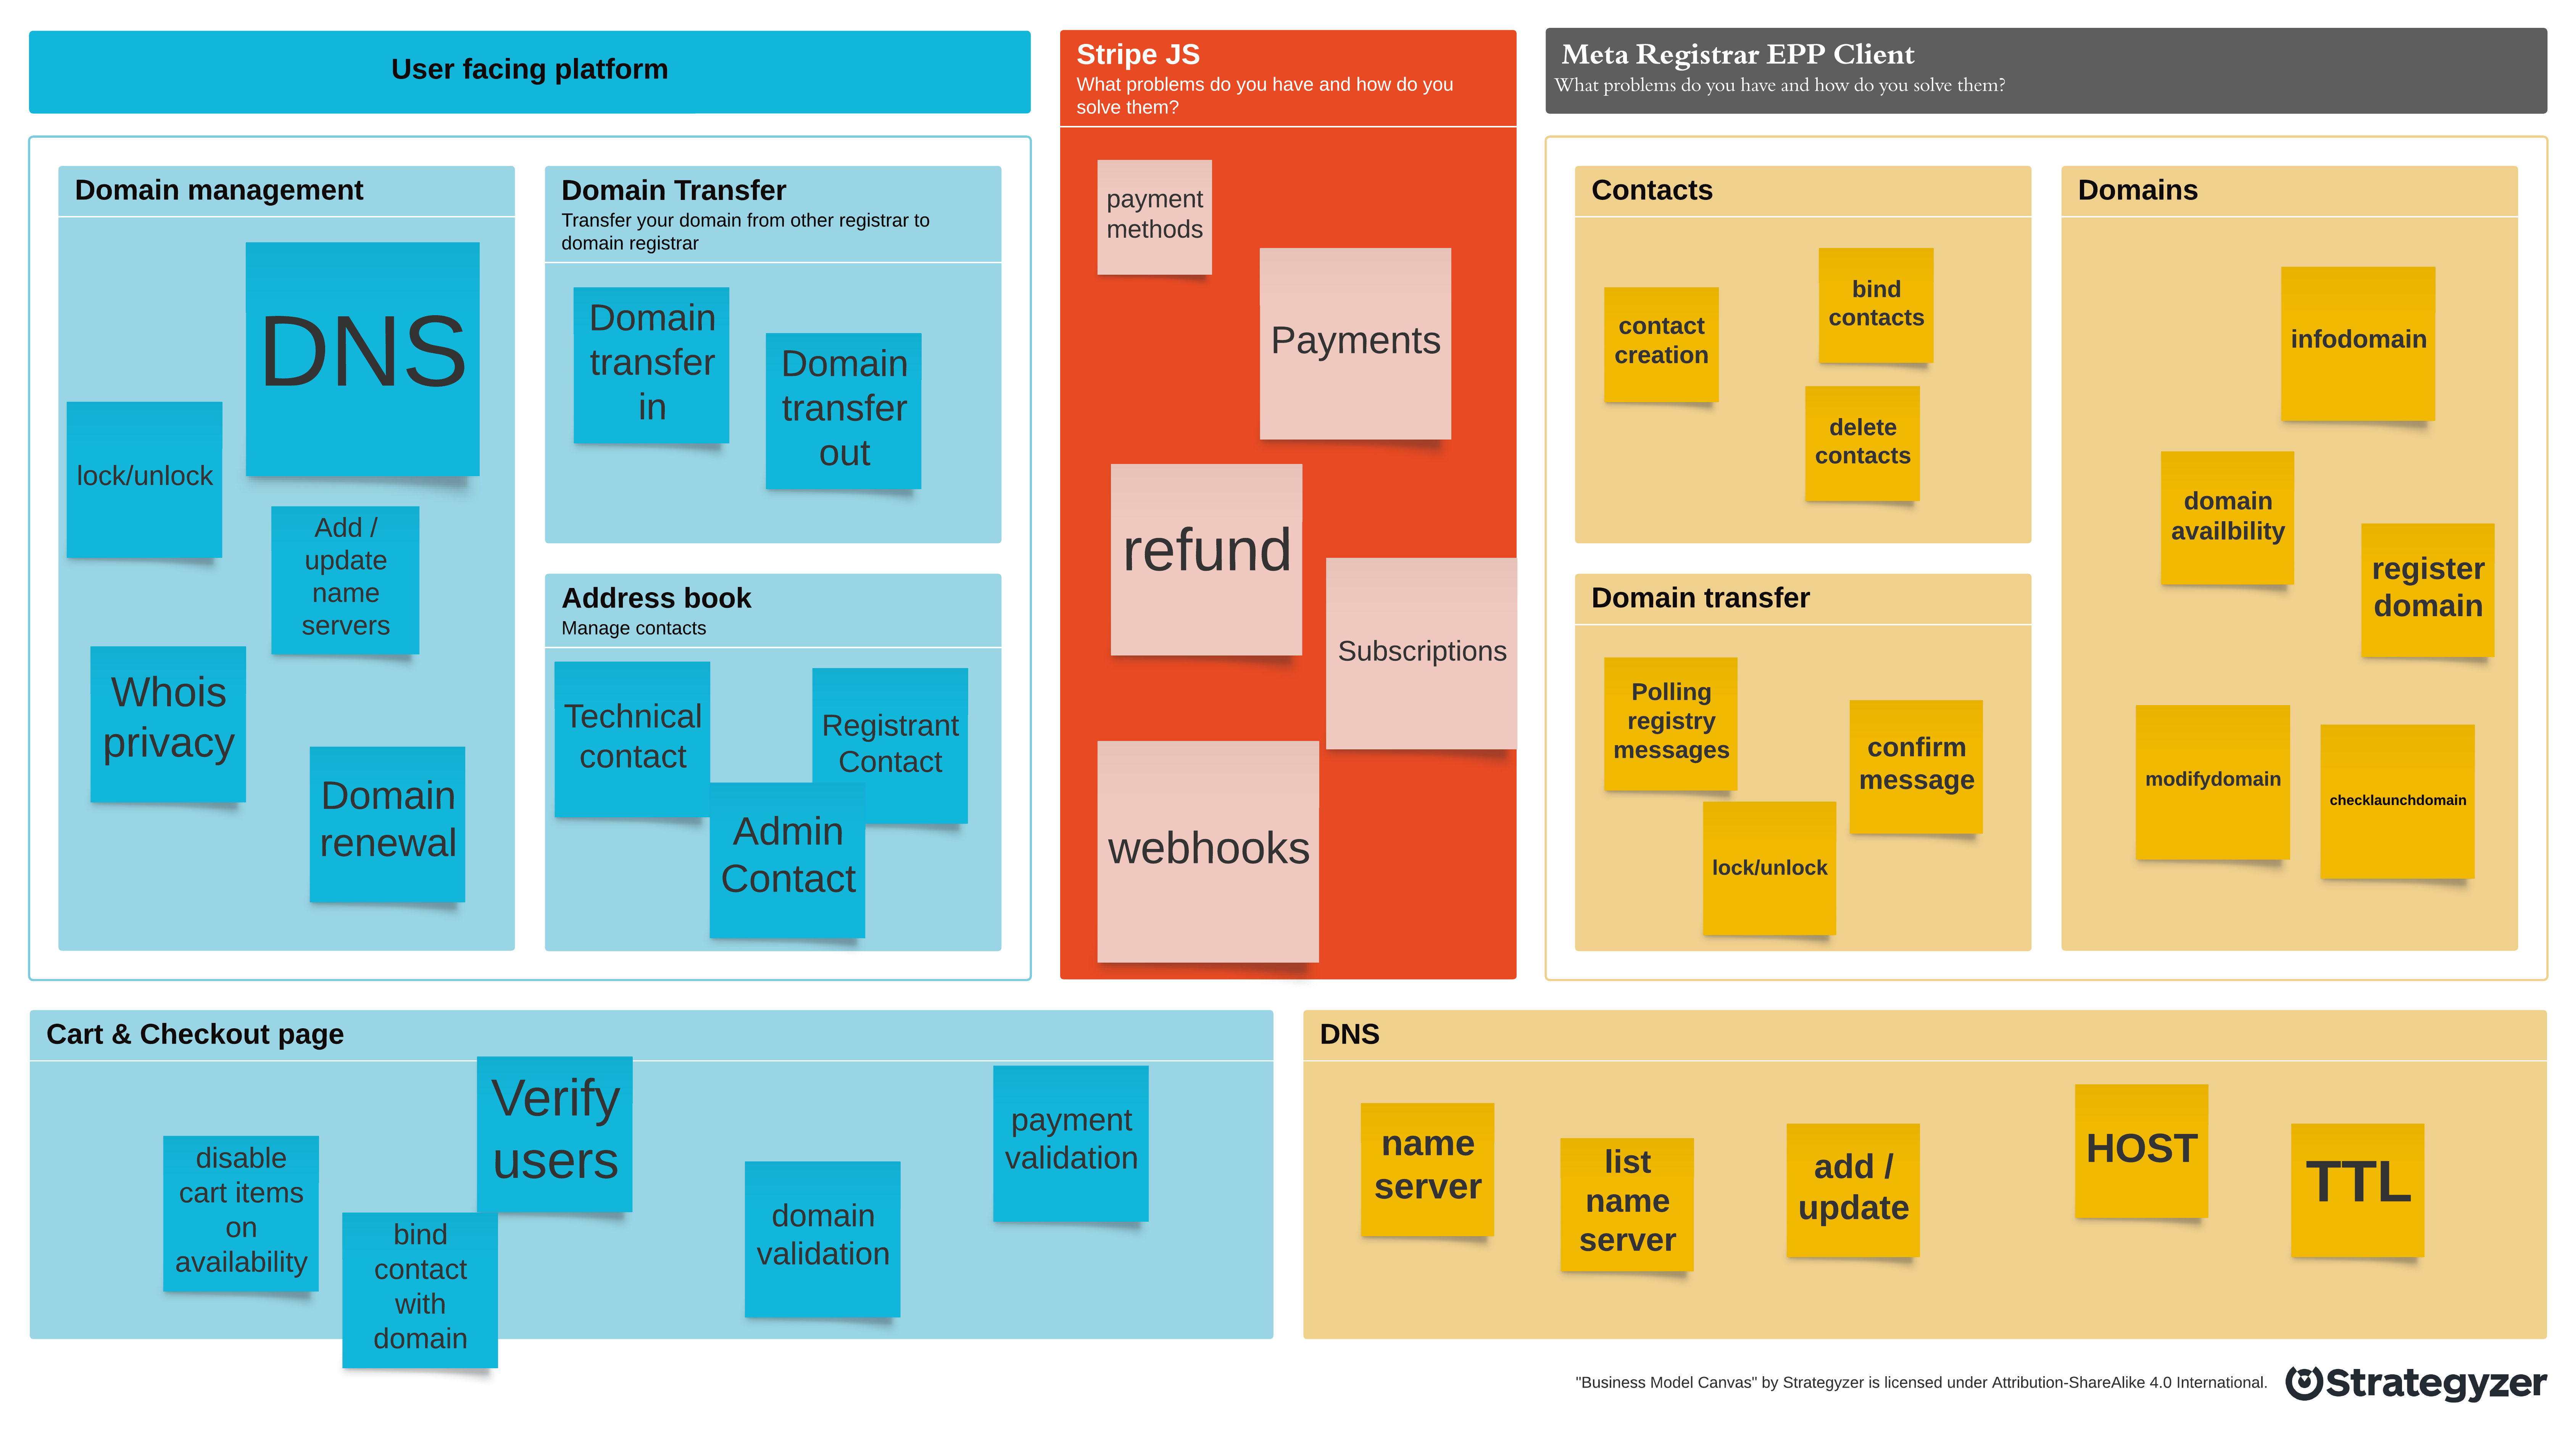 User facing platform
Domain management
DNS
lock/unlock
Add /
update
name
servers
Whois
privacy
Domain
renewal
Domain Transfer
Transfer your domain from other registrar to
domain registrar
Domain
transfer
in
Domain
transfer
out
Address book
Manage contacts
Technical
contact
Registrant
Contact
Admin
Contact
Stripe JS
What problems do you have and how do you
solve them?
payment
methods
Payments
refund
Subscriptions
webhooks
Meta Registrar EPP Client
What problems do you have and how do you solve them?
Contacts
contact
creation
bind
contacts
delete
contacts
Domain transfer
Polling
registry
messages
confirm
message
lock/unlock
Domains
infodomain
domain
availbility
register
domain
modifydomain
checklaunchdomain
Cart & Checkout page
disable
cart items
on
availability
bind
contact
with
domain
Verify
users
domain
validation
payment
validation
DNS
name
server
list
name
server
add /
update
HOST
TTL
"Business Model Canvas" by Strategyzer is licensed under Attribution-ShareAlike 4.0 International.
Strategyzer